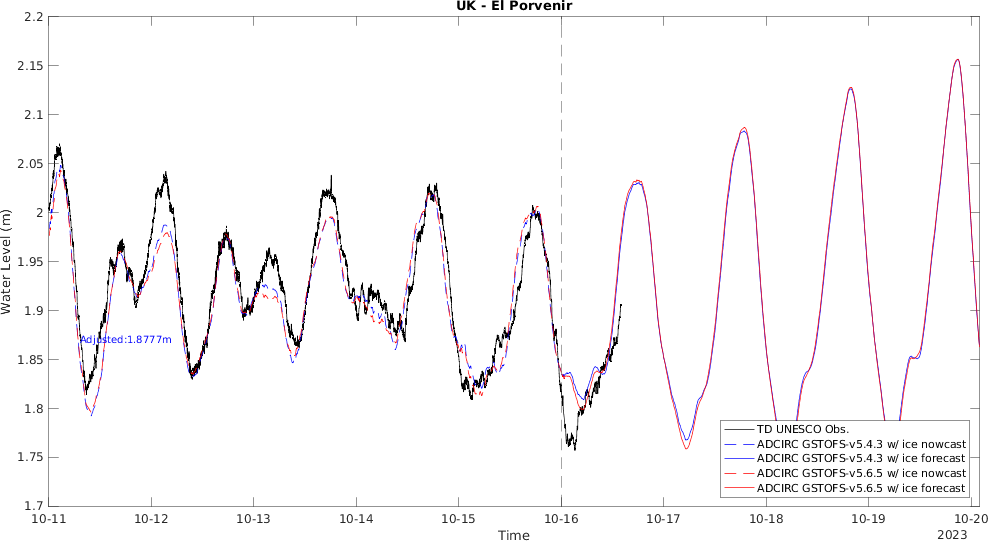 UK - El Porvenir
2.2
2.15
2.1
2.05
2
1.95
1.9
1.85
1.8
1.75
1.7
Water Level (m)
Adjusted:1.8777m
TD UNESCO Obs.
ADCIRC GSTOFS-v5.4.3 w/ ice nowcast
ADCIRC GSTOFS-v5.4.3 w/ ice forecast
ADCIRC GSTOFS-v5.6.5 w/ ice nowcast
ADCIRC GSTOFS-v5.6.5 w/ ice forecast
10-11 10-12 10-13 10-14 10-15 10-16 10-17 10-18 10-19 10-20
Time
2023